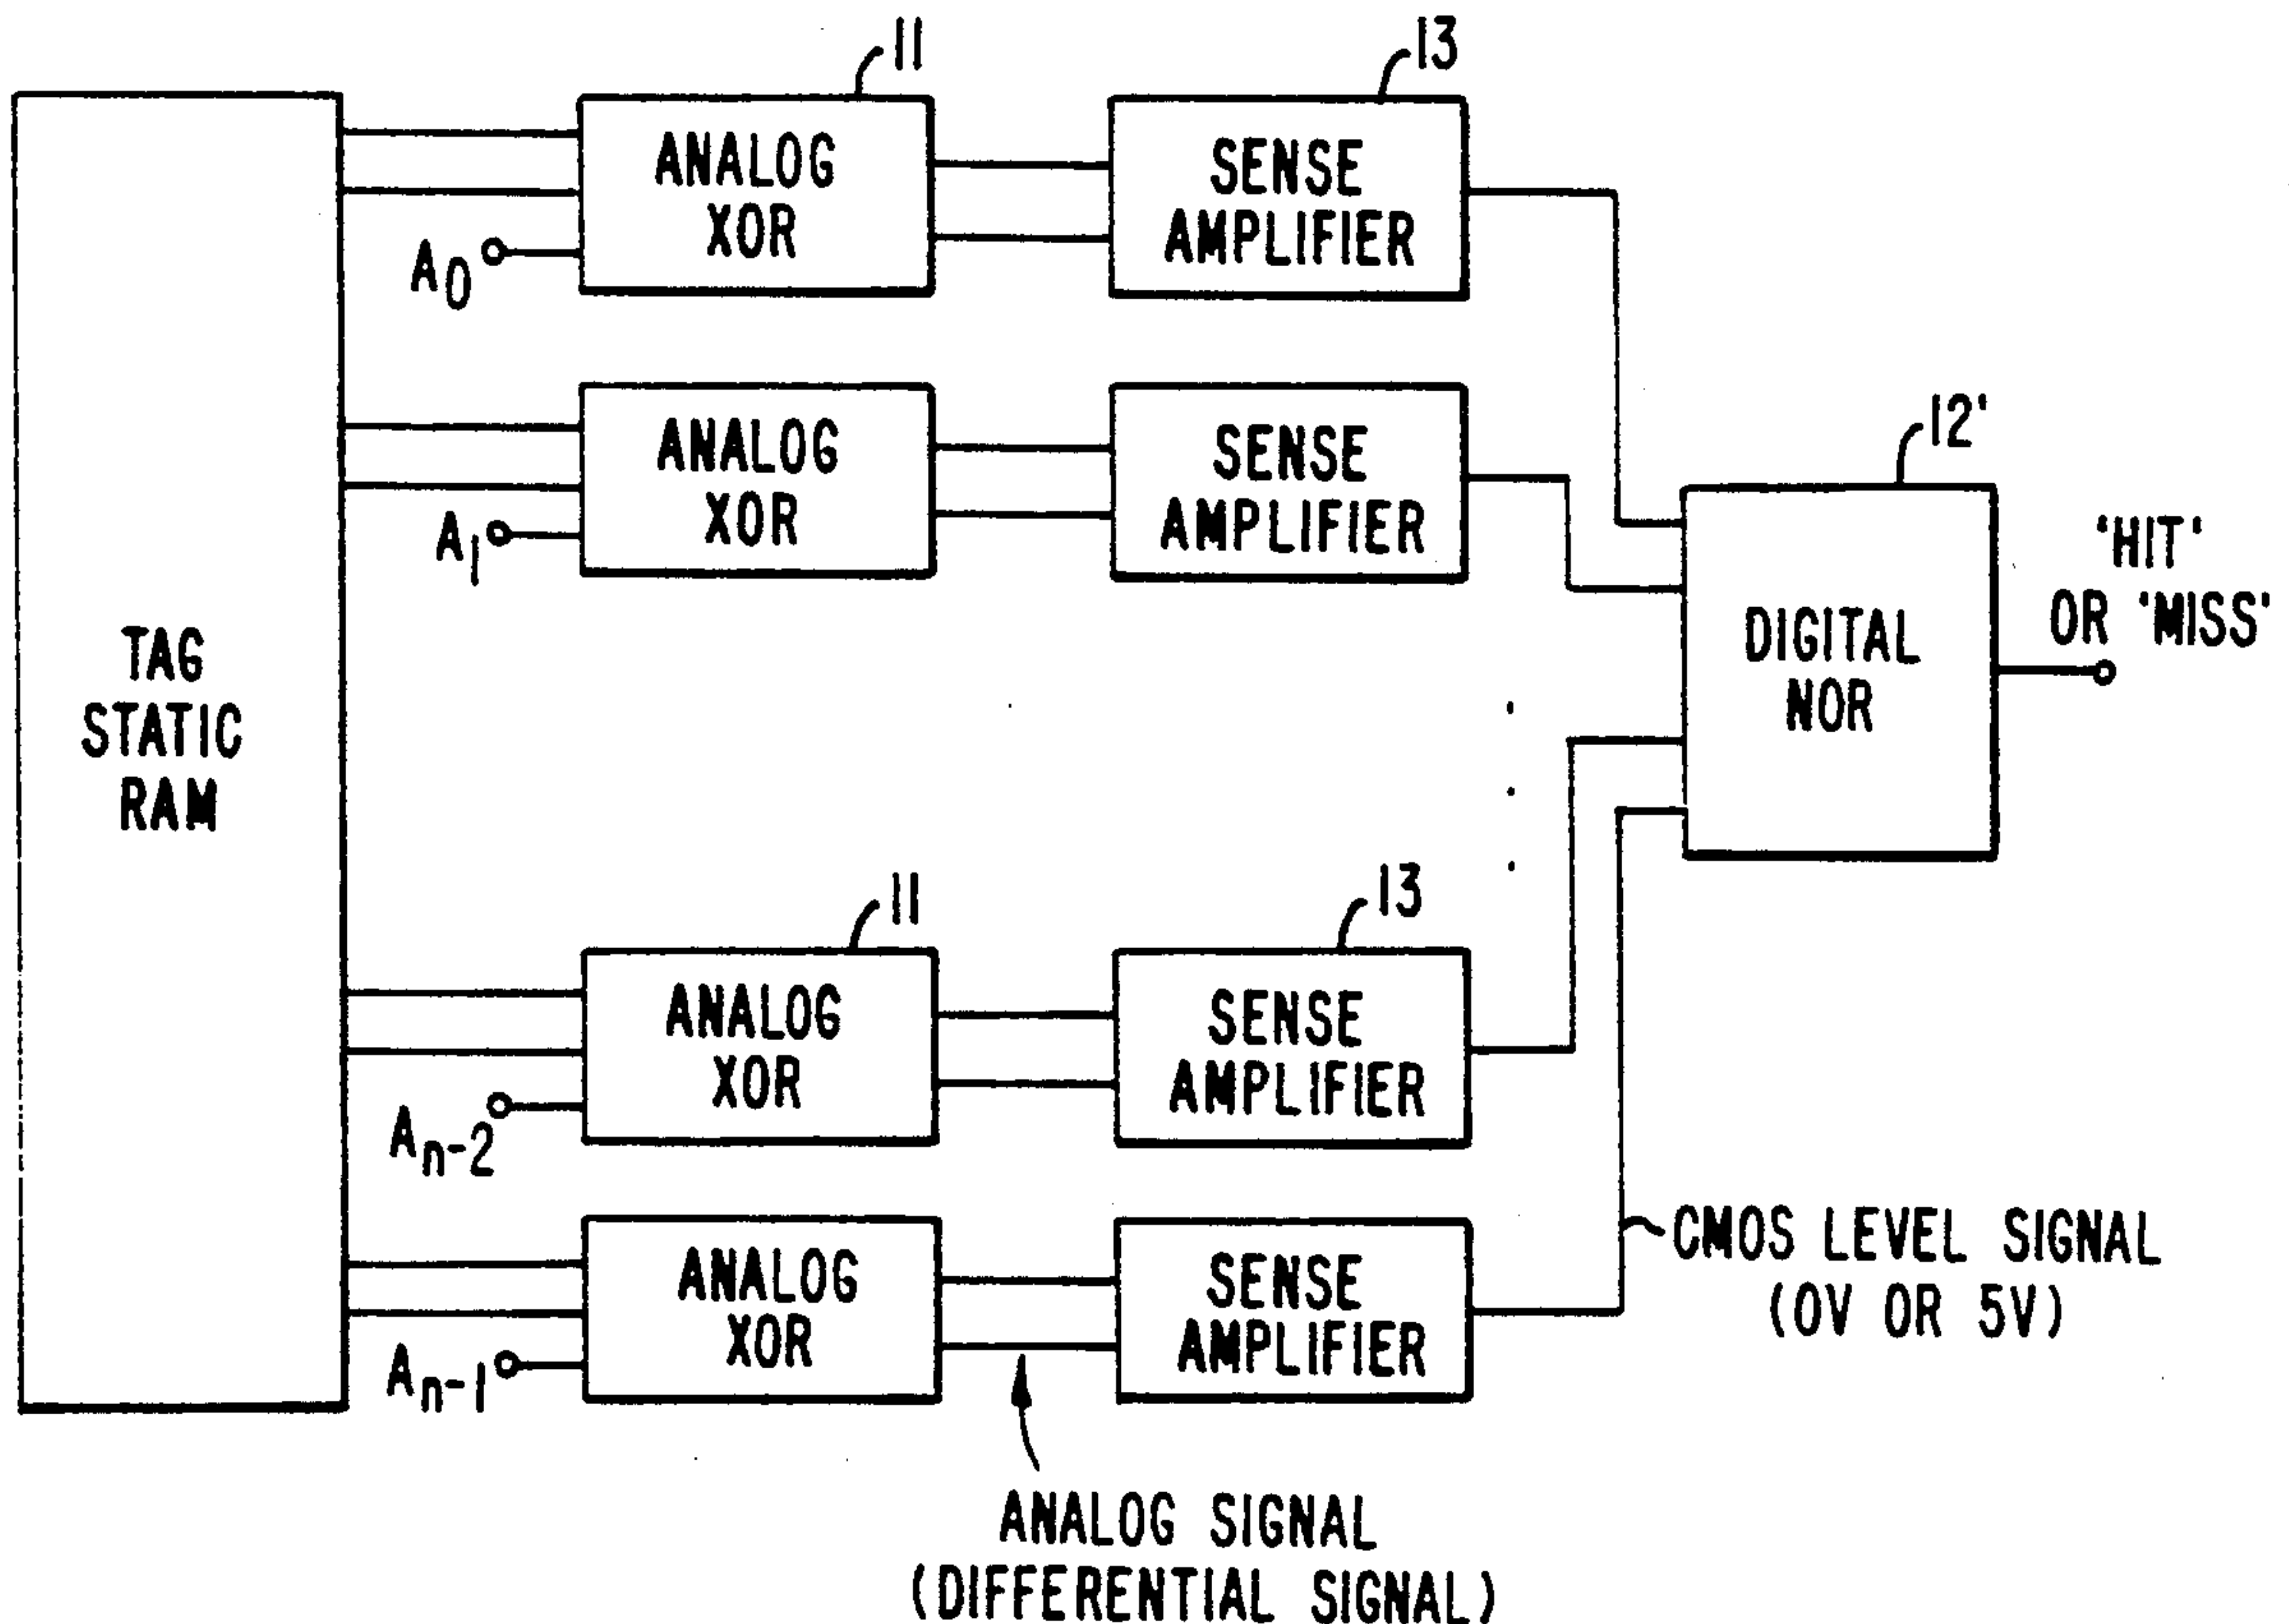 11
13
ANALOG
XOR
SENSE
AMPLIFIER
A0
ANALOG
XOR
SENSE
AMPLIFIER
A1
12'
'HIT'
OR 'MISS'
DIGITAL
NOR
TAG
STATIC
RAM
11
13
ANALOG
XOR
SENSE
AMPLIFIER
An-2
ANALOG
XOR
SENSE
AMPLIFIER
An-1
CMOS LEVEL SIGNAL
(0V OR 5V)
ANALOG SIGNAL
(DIFFERENTIAL SIGNAL)